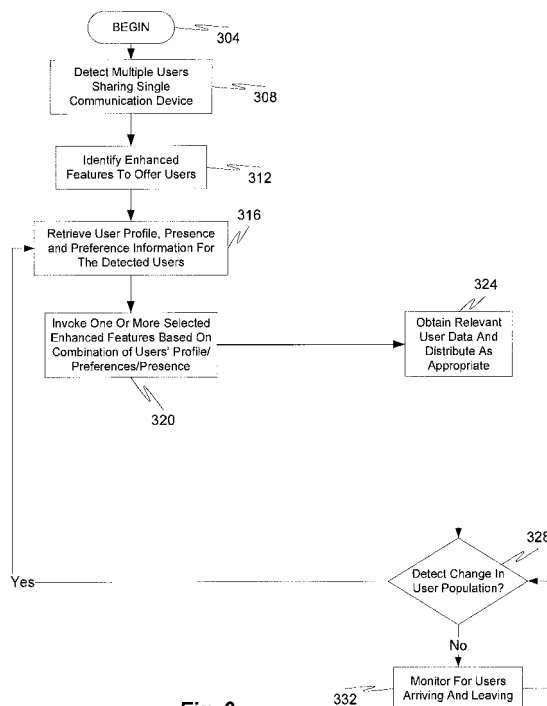 BEGIN
304
Detect Multiple Users
Sharing Single
Communication Device
308
Identify Enhanced
Features To Offer Users
312
316
Retrieve User Profile, Presence
and Preference Information For
The Detected Users
324
Invoke One Or More Selected
Enhanced Features Based On
Combination of Users' Profile/
Preferences/Presence
Obtain Relevant
User Data And
Distribute As
Appropriate
320
328
Detect Change In
User Population?
Yes
No
Monitor For Users
Arriving And Leaving
332